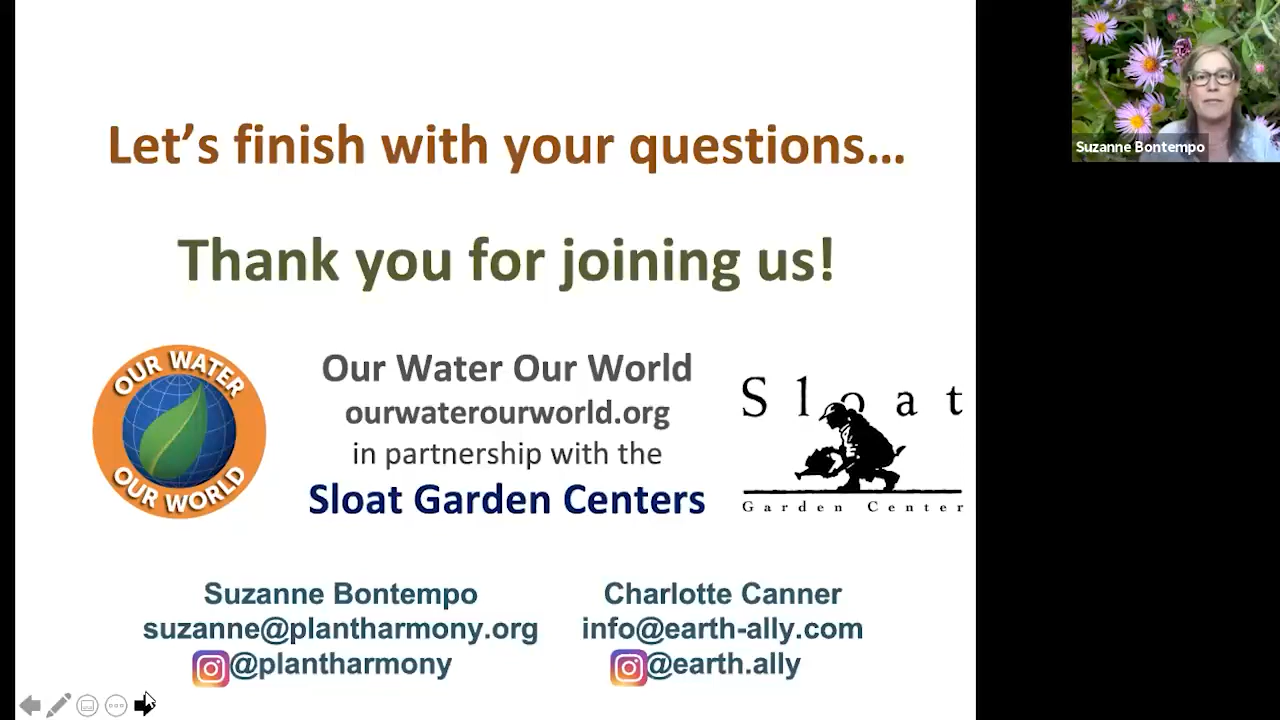 Let's finish with your questions...
Thank you for joining us!
OUR WATER
OUR WORLD
Our Water Our World
ourwaterourworld.org
in partnership with the
Sloat Garden Centers
Sloat
Garden Center
Suzanne Bontempo
suzanne@plantharmony.org
@plantharmony
Charlotte Canner
info@earth-ally.com
@earth.ally
Suzanne Bontempo